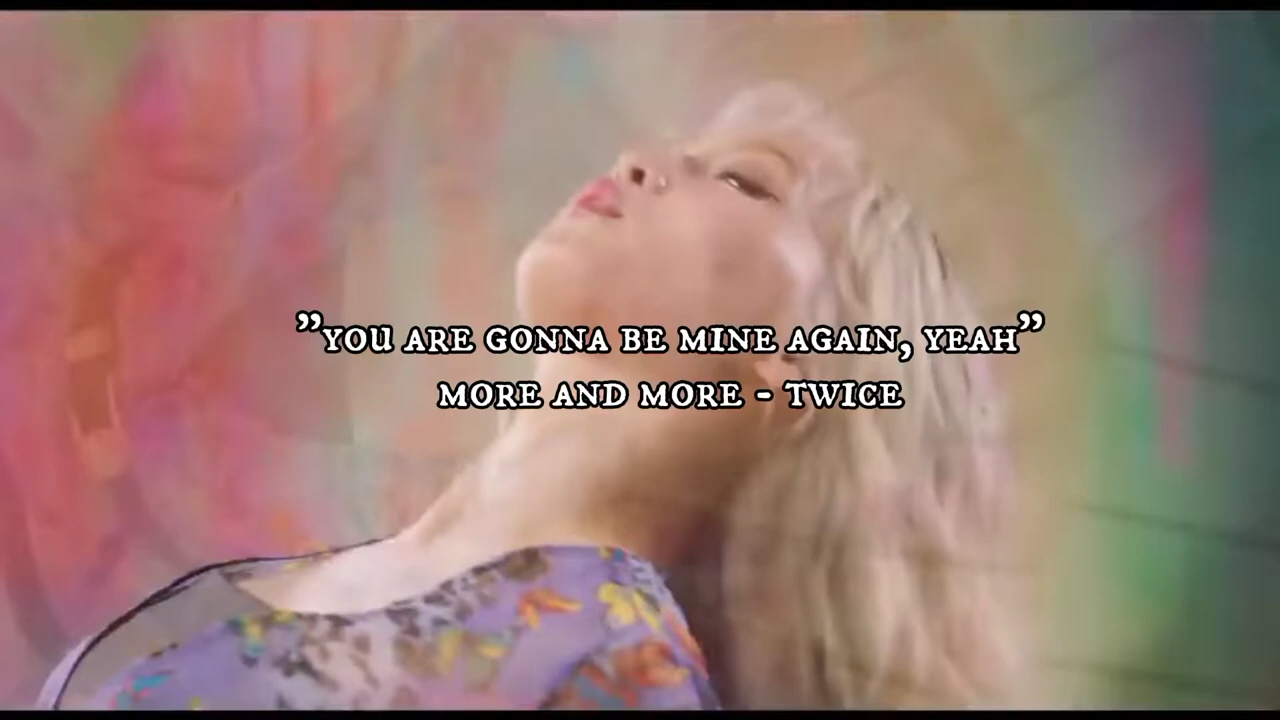 ”YOU ARE GONNA BE MINE AGAIN, YEAH”
MORE AND MORE - TWICE